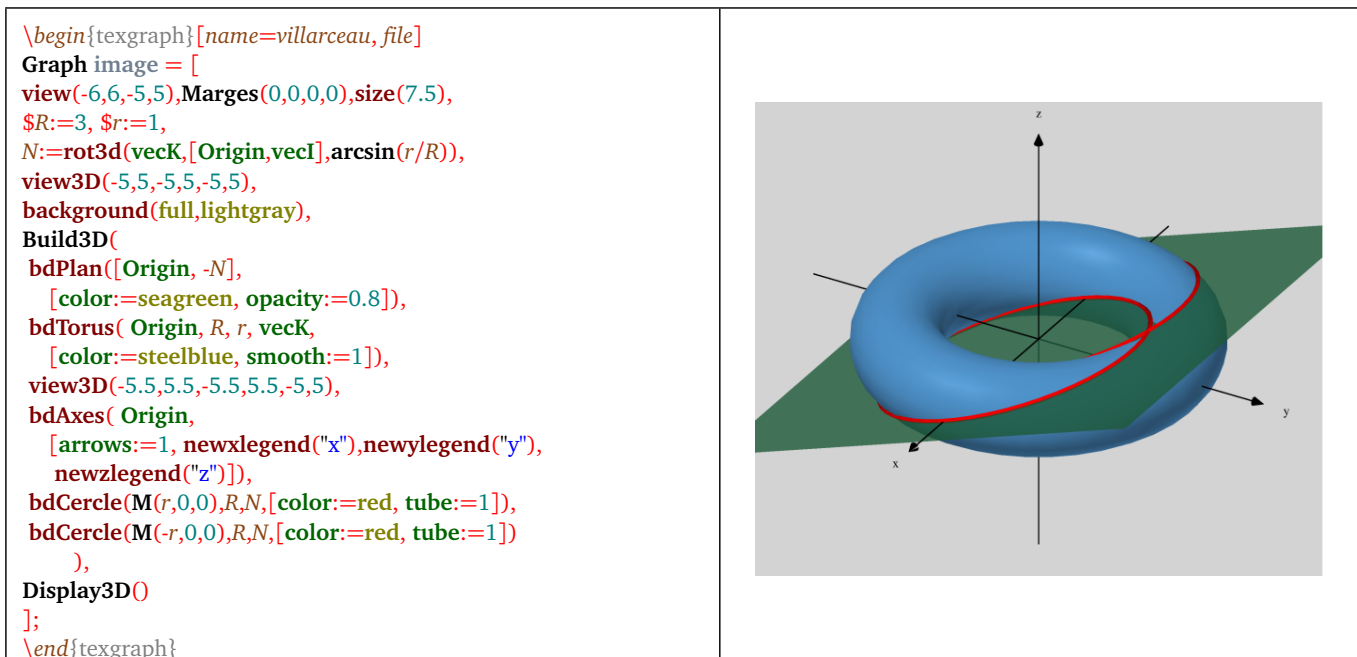 \begin{texgraph}[name=villarceau, file]
Graph image = [
view(-6,6,-5,5),Marges(0,0,0,0),size(7.5),
$R:=3, $r:=1,
N:=rot3d(vecK,[Origin,vecI],arcsin(r/R)),
view3D(-5,5,-5,5,-5,5),
background(full,lightgray),
Build3D(
bdPlan([Origin, -N],
[color:=seagreen, opacity:=0.8]),
bdTorus( Origin, R, r, vecK,
[color:=steelblue, smooth:=1]),
view3D(-5.5,5.5,-5.5,5.5,-5,5),
bdAxes( Origin,
[arrows:=1, newxlegend("x"),newylegend("y"),
newzlegend("z")]),
bdCercle(M(r,0,0),R,N,[color:=red, tube:=1]),
bdCercle(M(-r,0,0),R,N,[color:=red, tube:=1])
),
Display3D()
];
\end{texgraph}
z
y
x